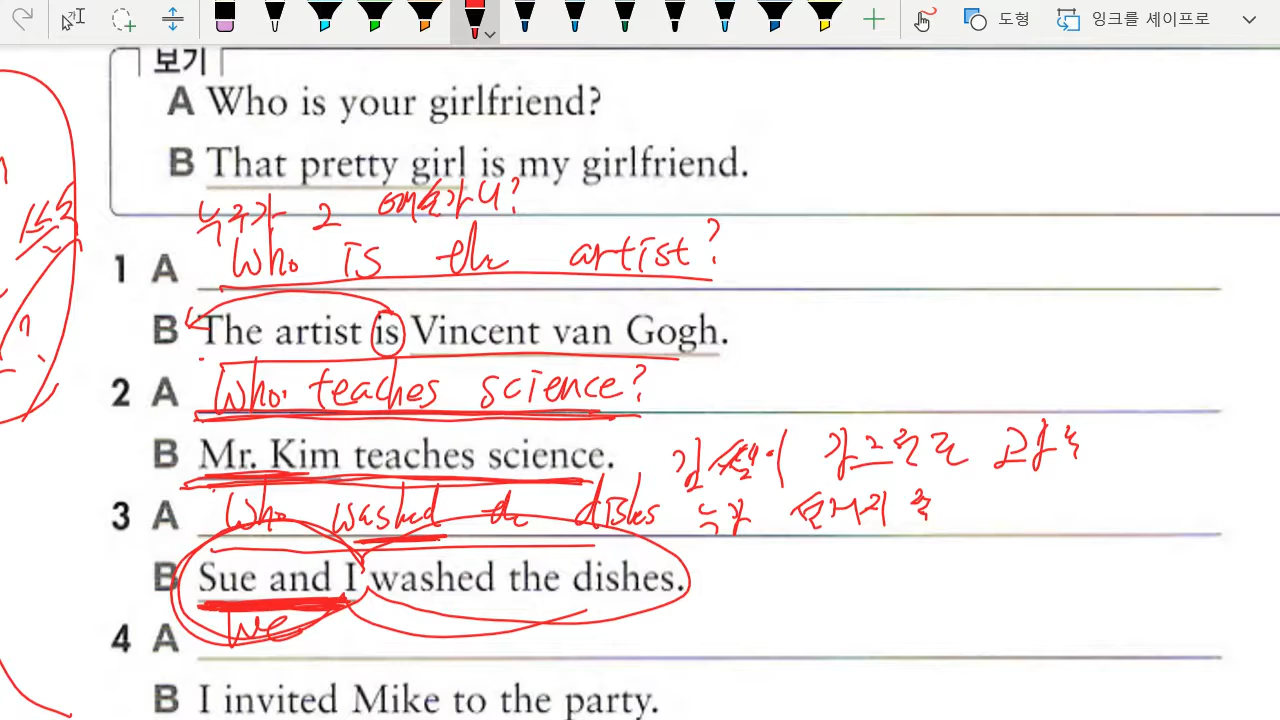 도형 잉크를 셰이프로
보기
A Who is your girlfriend?
B That pretty girl is my girlfriend.
누구가 그
1 A Who is the artist?
B The artist is Vincent van Gogh.
2 A Who teaches science?
B Mr. Kim teaches science.
3 A Who washed the dishes 누가
B Sue and I washed the dishes.
we
4 A
B I invited Mike to the party.